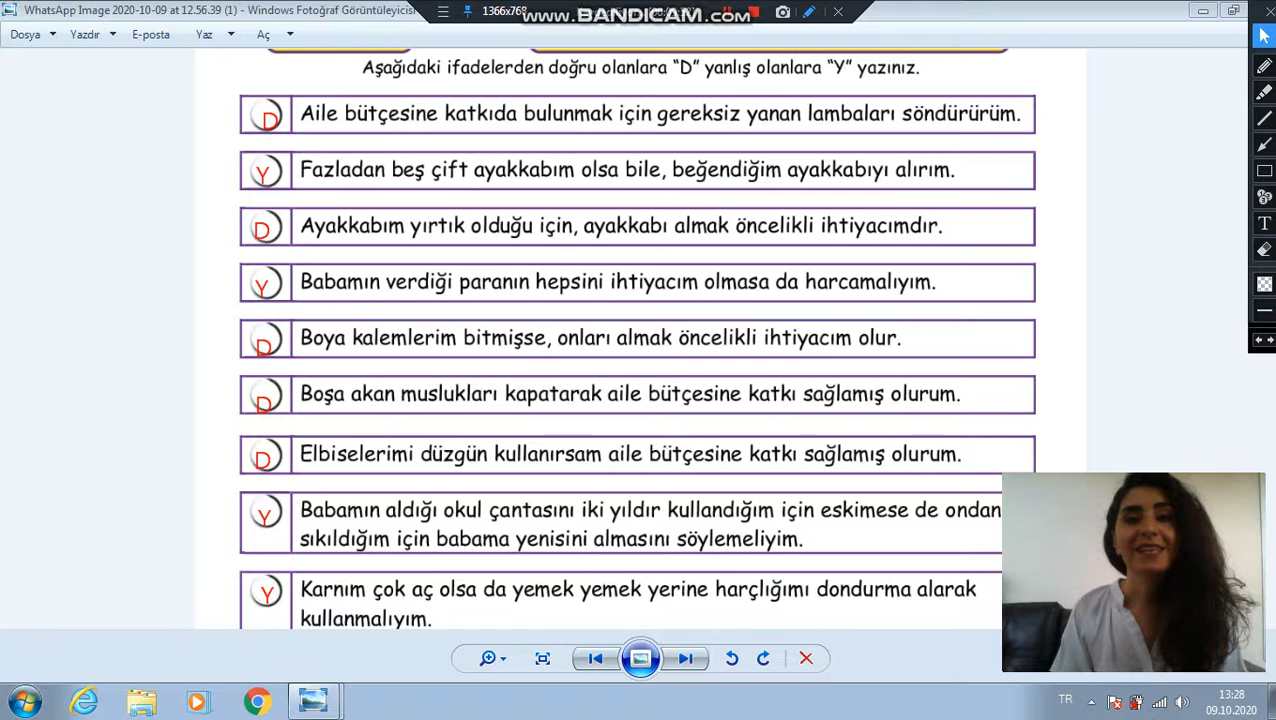 WhatsApp Image 2020-10-09 at 12.56.39 (1) - Windows Fotoğraf Görüntüleyicisi
1366x768
www.BANDICAM.com
Dosya Yazdır E-posta Yaz Aç
Aşağıdaki ifadelerden doğru olanlara “D” yanlış olanlara “Y” yazınız.
D Aile bütçesine katkıda bulunmak için gereksiz yanan lambaları söndürürüm.
Y Fazladan beş çift ayakkabım olsa bile, beğendiğim ayakkabıyı alırım.
D Ayakkabım yırtık olduğu için, ayakkabı almak öncelikli ihtiyacımdır.
Y Babamın verdiği paranın hepsini ihtiyacım olmasa da harcamalıyım.
D Boya kalemlerim bitmişse, onları almak öncelikli ihtiyacım olur.
D Boşa akan muslukları kapatarak aile bütçesine katkı sağlamış olurum.
D Elbiselerimi düzgün kullanırsam aile bütçesine katkı sağlamış olurum.
Y Babamın aldığı okul çantasını iki yıldır kullandığım için eskimese de ondan
sıkıldığım için babama yenisini almasını söylemeliyim.
Y Karnım çok aç olsa da yemek yemek yerine harçlığımı dondurma alarak
kullanmalıyım.
TR
13:28
09.10.2020